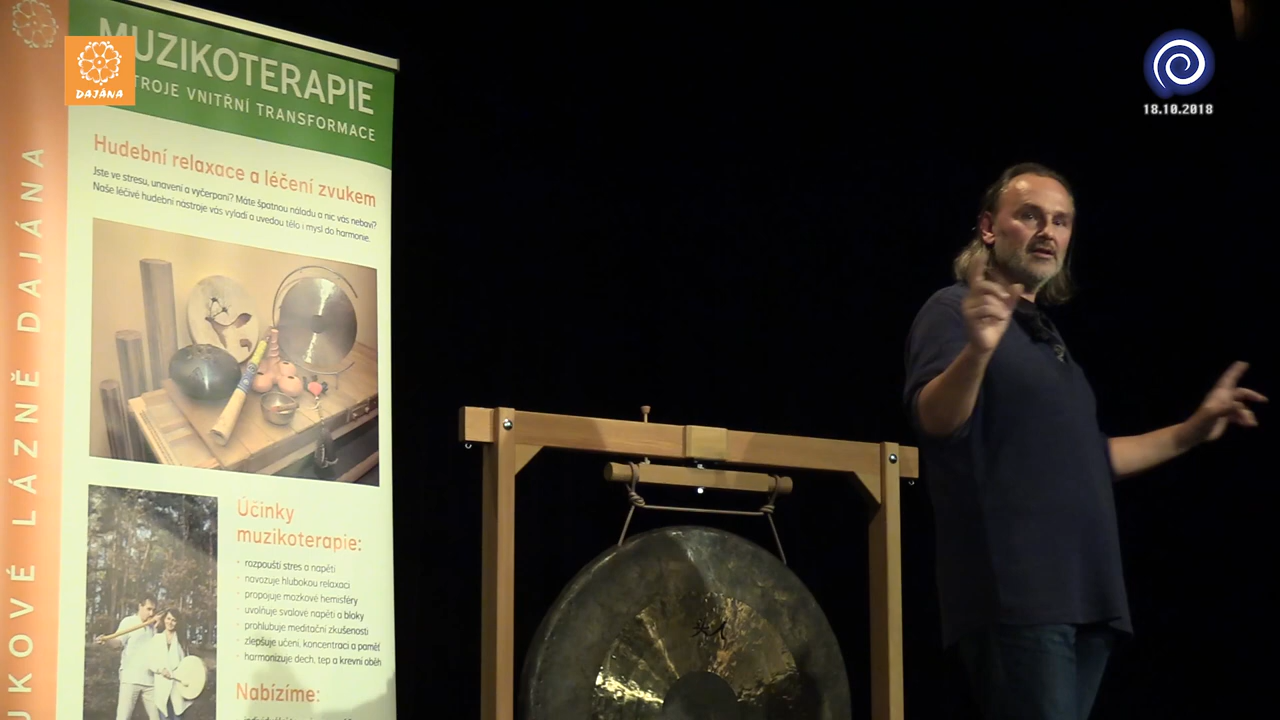 MUZIKOTERAPIE
TROJE VNITŘNÍ TRANSFORMACE
DAJÁNA
18.10.2018
UKOVÉ LÁZNĚ DAJÁNA
Hudební relaxace a léčení zvukem
Jste ve stresu, unavení a vyčerpaní? Máte špatnou náladu a nic vás nebaví?
Naše léčivé hudební nástroje vás vyladí a uvedou tělo i mysl do harmonie.
Účinky
muzikoterapie:
· rozpouští stres a napětí
· navozuje hlubokou relaxaci
· propojuje mozkové hemisféry
· uvolňuje svalové napětí a bloky
· prohlubuje meditační zkušenosti
· zlepšuje učení, koncentraci a paměť
· harmonizuje dech, tep a krevní oběh
Nabízíme: